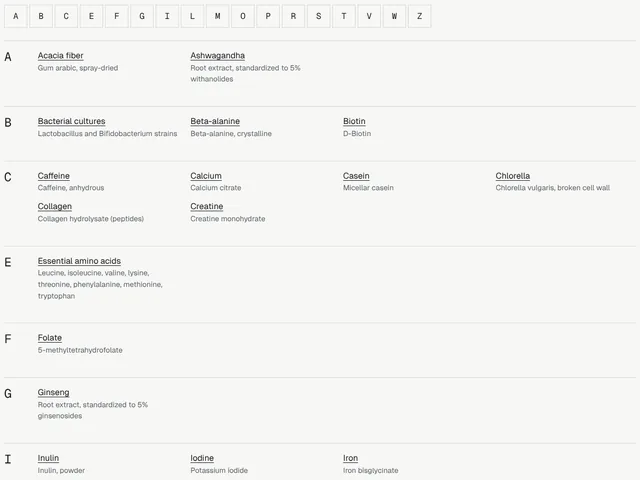 A B C E F G I L M O P R S T V W Z
A
Acacia fiber
Gum arabic, spray-dried
Ashwagandha
Root extract, standardized to 5%
withanolides
B
Bacterial cultures
Lactobacillus and Bifidobacterium strains
Beta-alanine
Beta-alanine, crystalline
Biotin
D-Biotin
C
Caffeine
Caffeine, anhydrous
Calcium
Calcium citrate
Casein
Micellar casein
Chlorella
Chlorella vulgaris, broken cell wall
Collagen
Collagen hydrolysate (peptides)
Creatine
Creatine monohydrate
E
Essential amino acids
Leucine, isoleucine, valine, lysine,
threonine, phenylalanine, methionine,
tryptophan
F
Folate
5-methyltetrahydrofolate
G
Ginseng
Root extract, standardized to 5%
ginsenosides
I
Inulin
Inulin, powder
Iodine
Potassium iodide
Iron
Iron bisglycinate